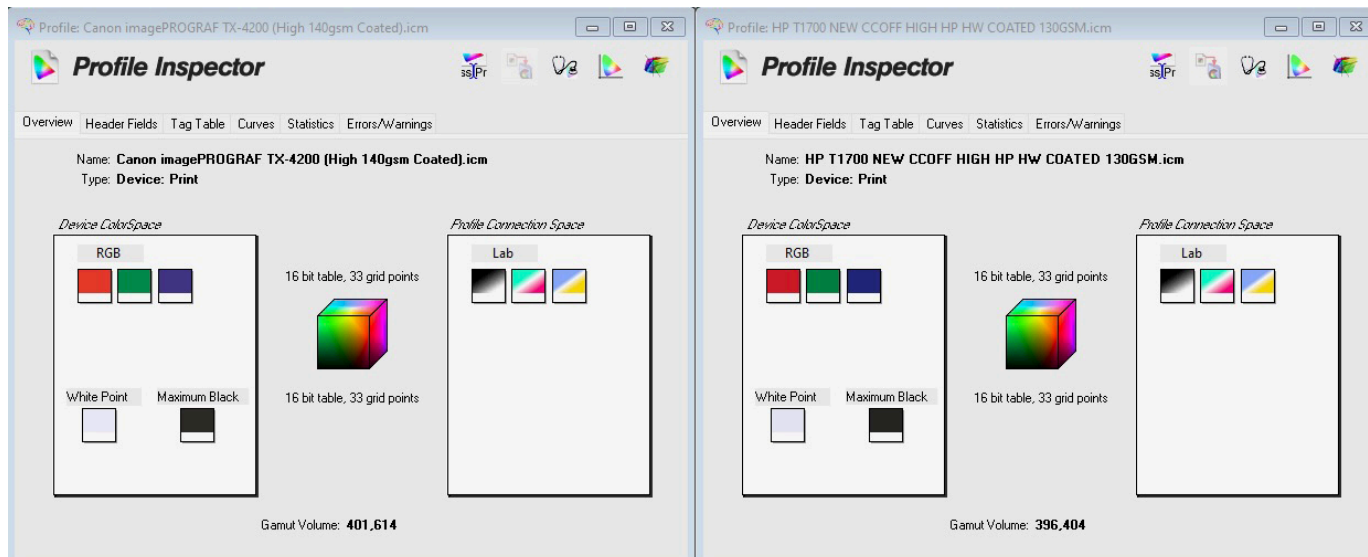 Profile: Canon imagePROGRAF TX-4200 (High 140gsm Coated).icm
Profile Inspector
Overview Header Fields Tag Table Curves Statistics Errors/Warnings
Name: Canon imagePROGRAF TX-4200 (High 140gsm Coated).icm
Type: Device: Print
Device ColorSpace
Profile Connection Space
RGB
Lab
16 bit table, 33 grid points
White Point
Maximum Black
16 bit table, 33 grid points
Gamut Volume: 401,614
Profile: HP T1700 NEW CCOFF HIGH HP HW COATED 130GSM.icm
Profile Inspector
Overview Header Fields Tag Table Curves Statistics Errors/Warnings
Name: HP T1700 NEW CCOFF HIGH HP HW COATED 130GSM.icm
Type: Device: Print
Device ColorSpace
Profile Connection Space
RGB
Lab
16 bit table, 33 grid points
White Point
Maximum Black
16 bit table, 33 grid points
Gamut Volume: 396,404